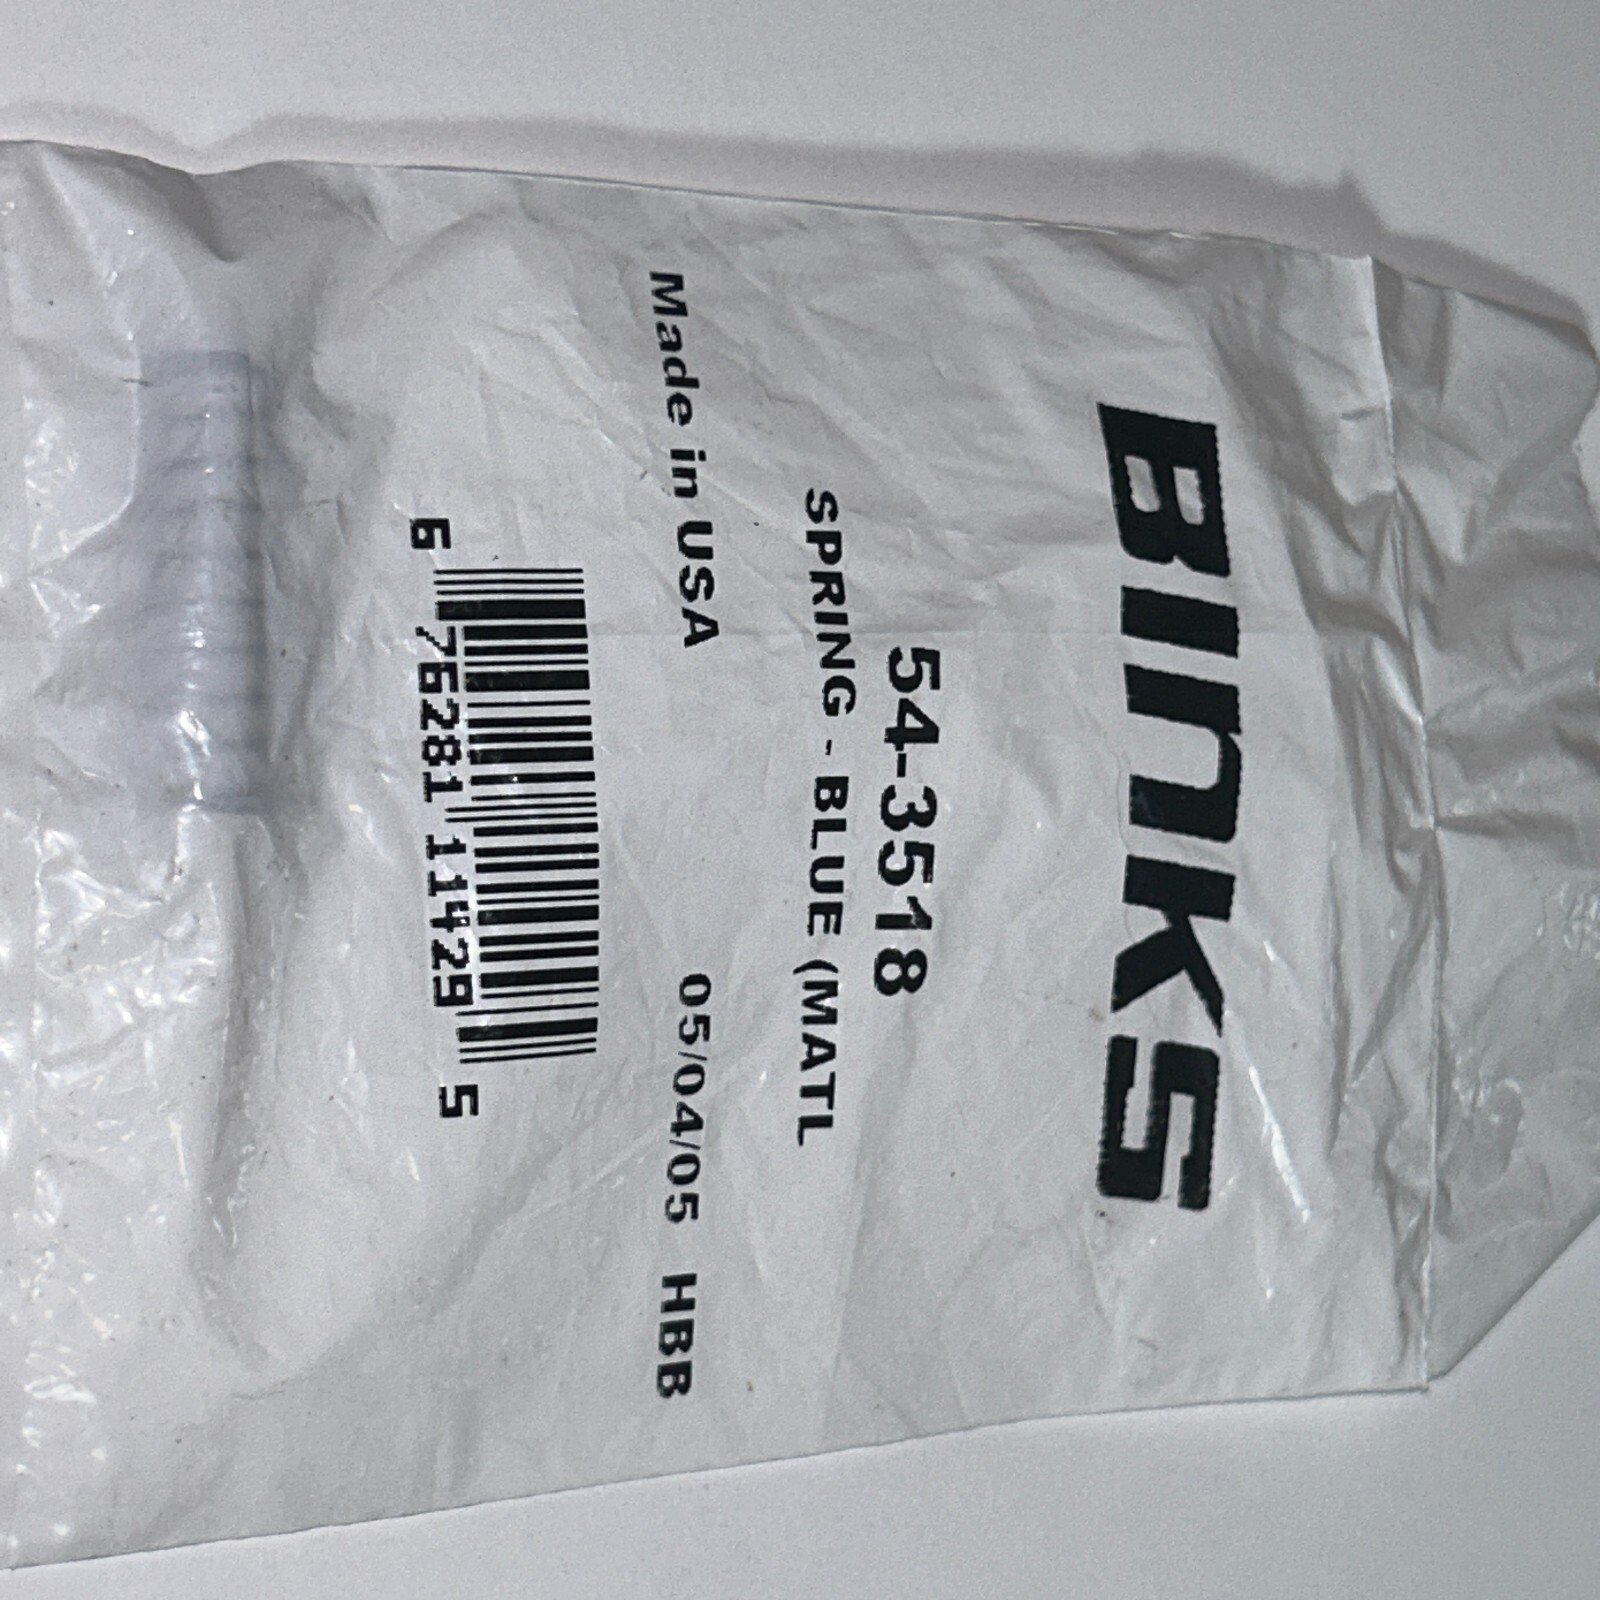 BINKS
54-3518
SPRING - BLUE (MATL
Made in USA 05/04/05 HBB
6 76281 11429 5